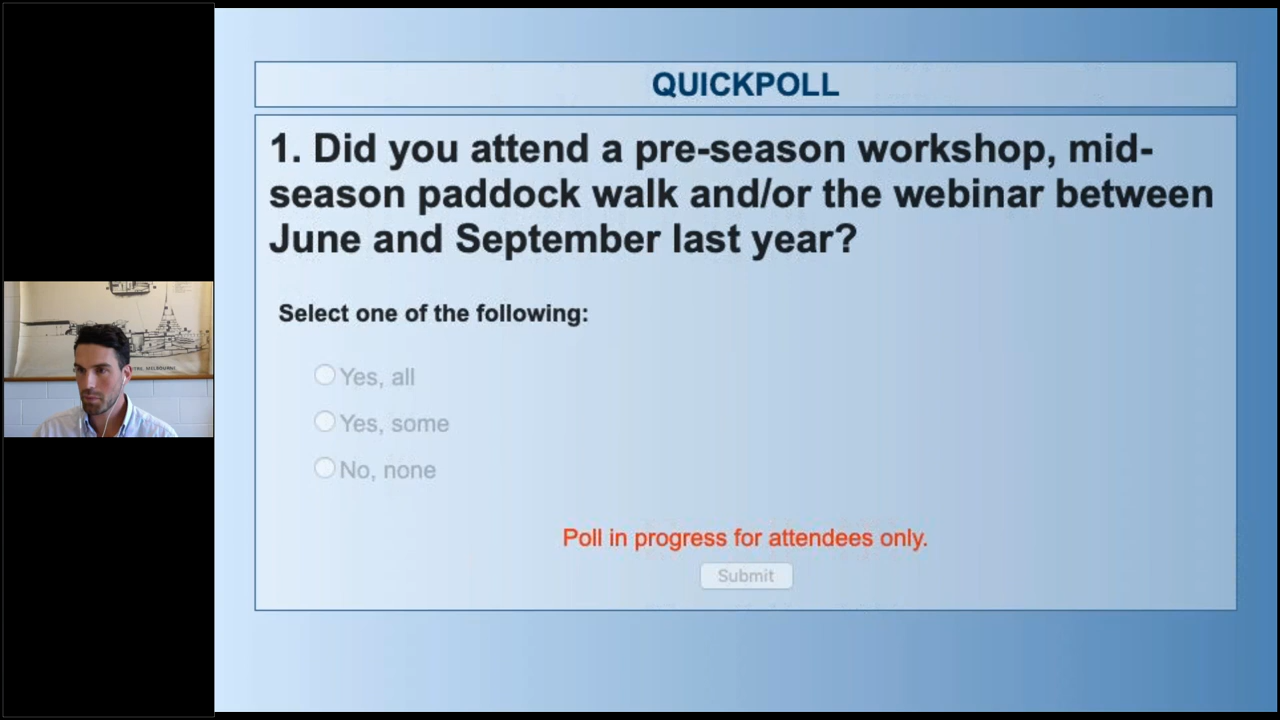 QUICKPOLL
1. Did you attend a pre-season workshop, mid-
season paddock walk and/or the webinar between
June and September last year?
Select one of the following:
Yes, all
Yes, some
No, none
Poll in progress for attendees only.
Submit
MELBOURNE